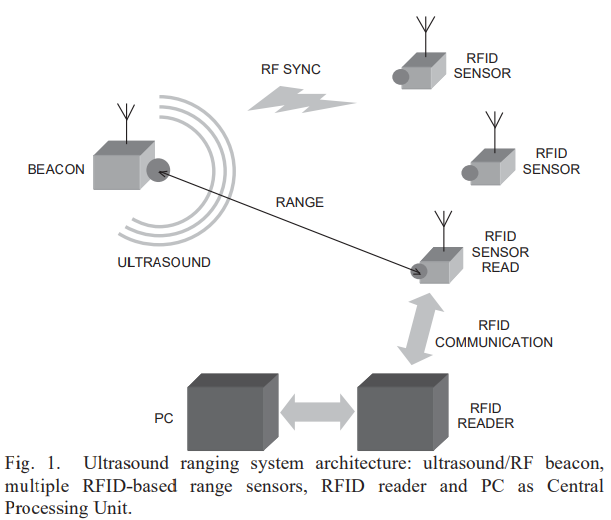 RF SYNC
RFID
SENSOR
BEACON
RFID
SENSOR
RANGE
ULTRASOUND
RFID
SENSOR
READ
RFID
COMMUNICATION
PC
RFID
READER
Fig. 1. Ultrasound ranging system architecture: ultrasound/RF beacon,
multiple RFID-based range sensors, RFID reader and PC as Central
Processing Unit.